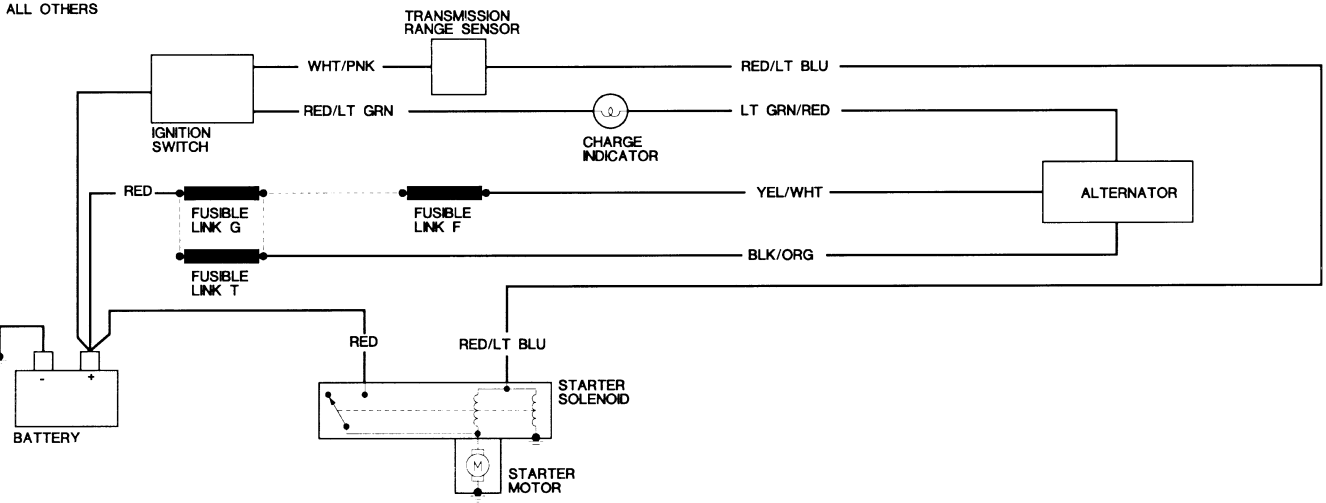 ALL OTHERS
TRANSMISSION
RANGE SENSOR
WHT/PNK
RED/LT BLU
RED/LT GRN
LT GRN/RED
IGNITION
SWITCH
CHARGE
INDICATOR
RED
YEL/WHT
ALTERNATOR
FUSIBLE
LINK G
FUSIBLE
LINK F
BLK/ORG
FUSIBLE
LINK T
RED
RED/LT BLU
- +
STARTER
SOLENOID
BATTERY
M
STARTER
MOTOR